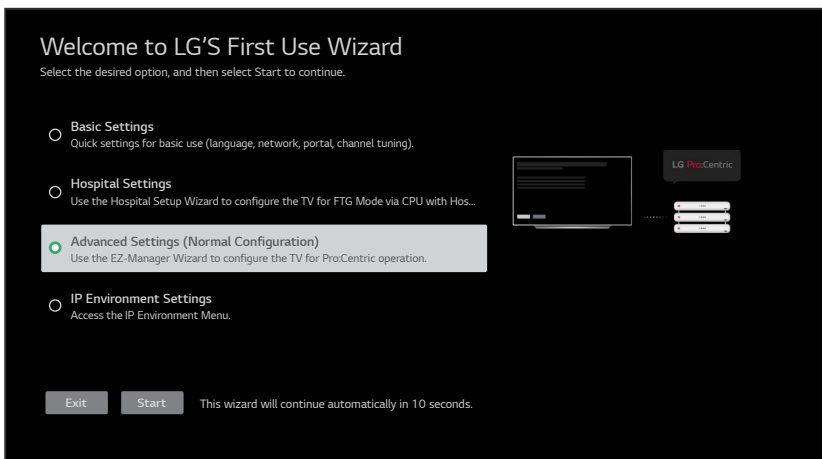 Welcome to LG'S First Use Wizard
Select the desired option, and then select Start to continue.
Basic Settings
Quick settings for basic use (language, network, portal, channel tuning).
Hospital Settings
Use the Hospital Setup Wizard to configure the TV for FTG Mode via CPU with Hos...
Advanced Settings (Normal Configuration)
Use the EZ-Manager Wizard to configure the TV for Pro:Centric operation.
IP Environment Settings
Access the IP Environment Menu.
LG Pro:Centric
Exit
Start
This wizard will continue automatically in 10 seconds.